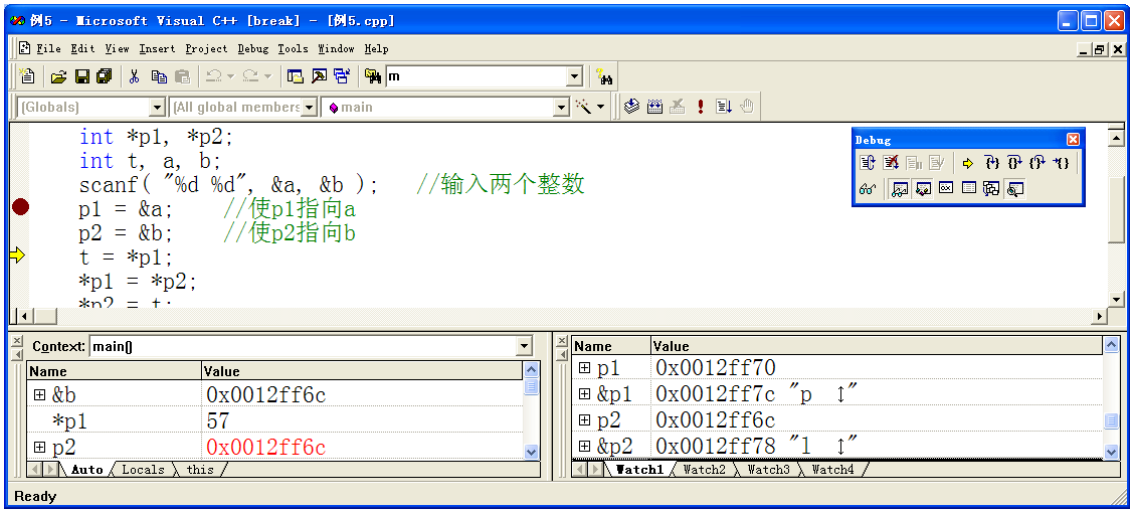 例5 - Microsoft Visual C++ [break] - [例5.cpp]
File Edit View Insert Project Debug Tools Window Help
m
(Globals) (All global members main
int *p1, *p2;
int t, a, b;
scanf( "%d %d", &a, &b ); //输入两个整数
p1 = &a; //使p1指向a
p2 = &b; //使p2指向b
t = *p1;
*p1 = *p2;
*p2 = t;
Debug
Context: main()
Name Value
&b 0x0012ff6c
*p1 57
p2 0x0012ff6c
Auto Locals this
Name Value
p1 0x0012ff70
&p1 0x0012ff7c "p ↕"
p2 0x0012ff6c
&p2 0x0012ff78 "l ↕"
Watch1 Watch2 Watch3 Watch4
Ready